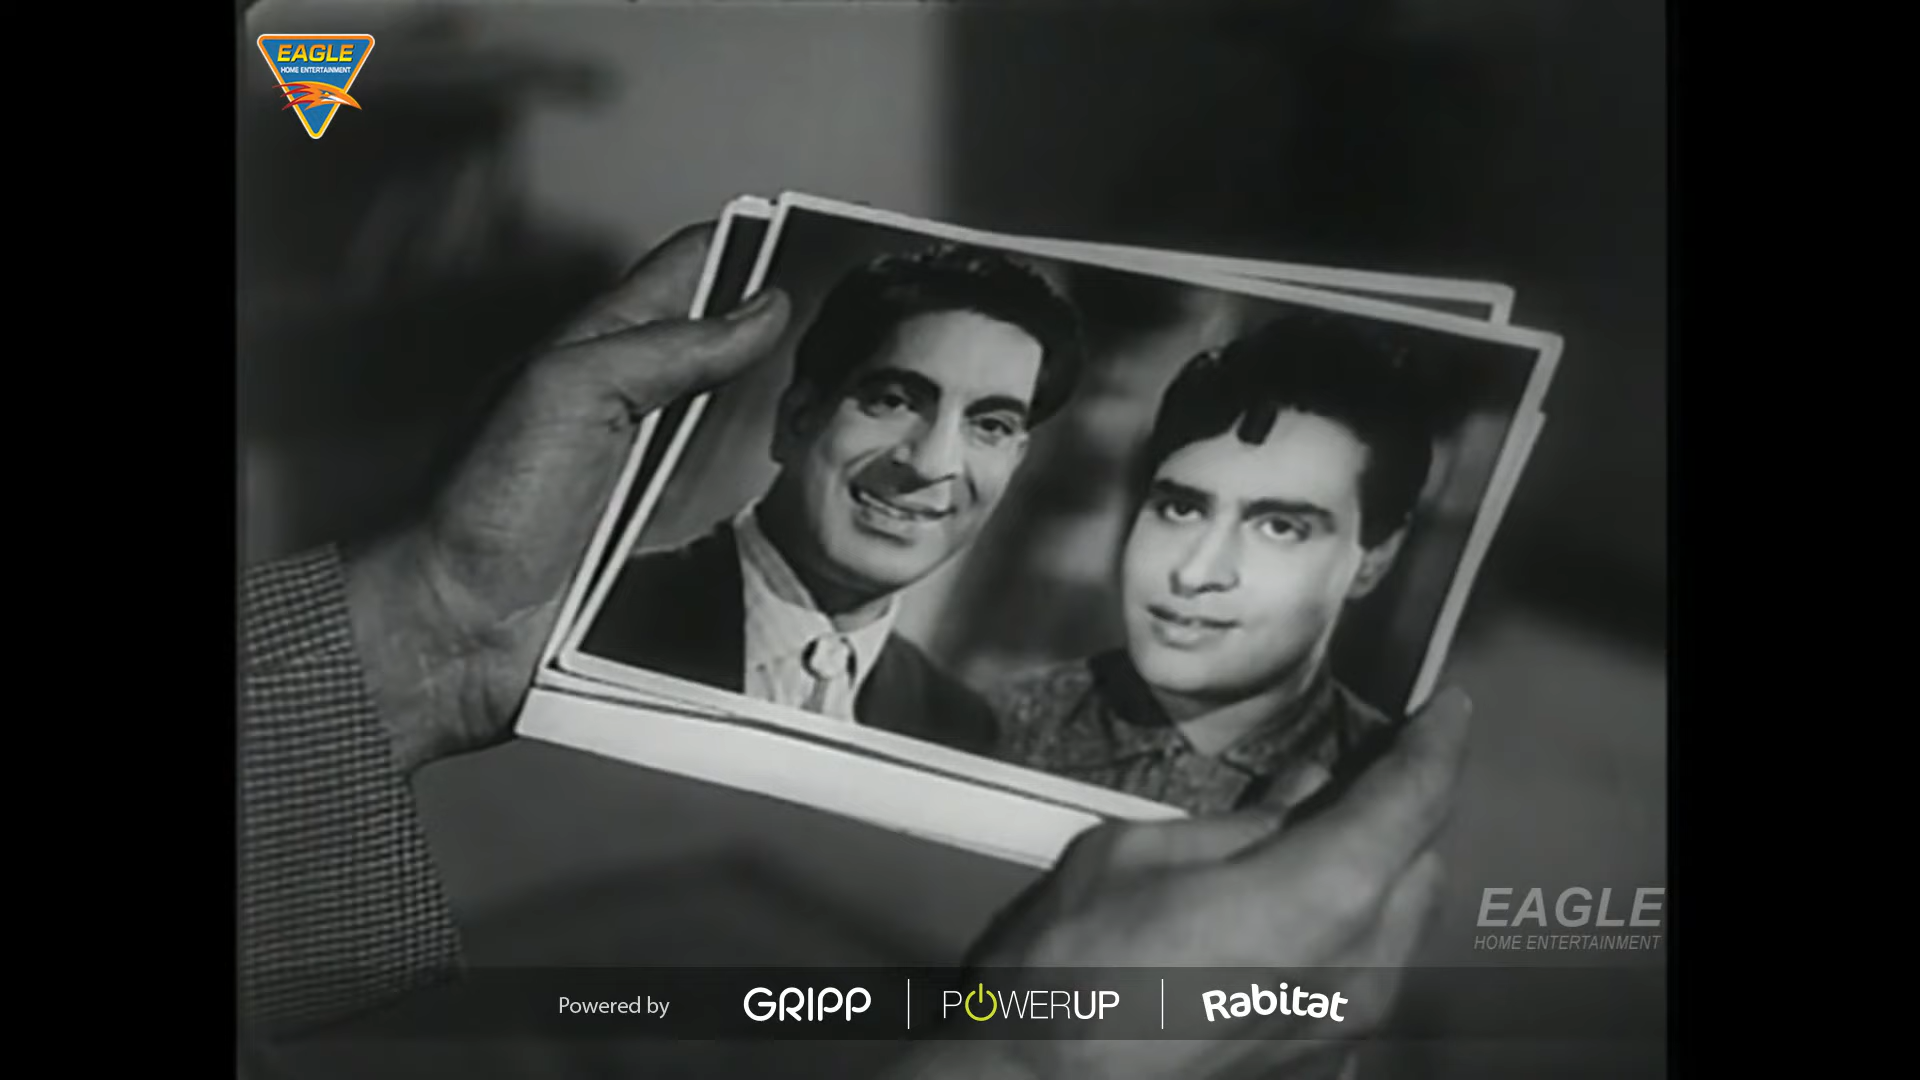 EAGLE
HOME ENTERTAINMENT
EAGLE
HOME ENTERTAINMENT
Powered by GRIPP POWERUP Rabitat